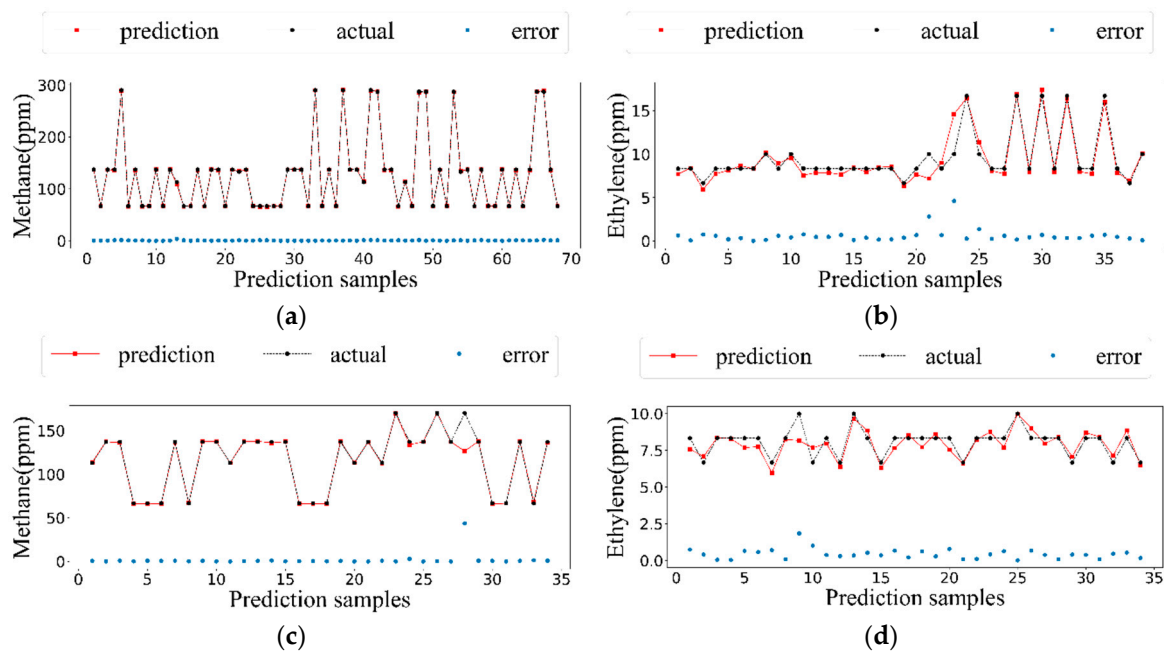 prediction actual error
prediction actual error
Methane(ppm)
300
200
100
0
0 10 20 30 40 50 60 70
Prediction samples
(a)
Ethylene(ppm)
15
10
5
0
0 5 10 15 20 25 30 35
Prediction samples
(b)
prediction actual error
prediction actual error
Methane(ppm)
150
100
50
0
0 5 10 15 20 25 30 35
Prediction samples
(c)
Ethylene(ppm)
10.0
7.5
5.0
2.5
0.0
0 5 10 15 20 25 30 35
Prediction samples
(d)